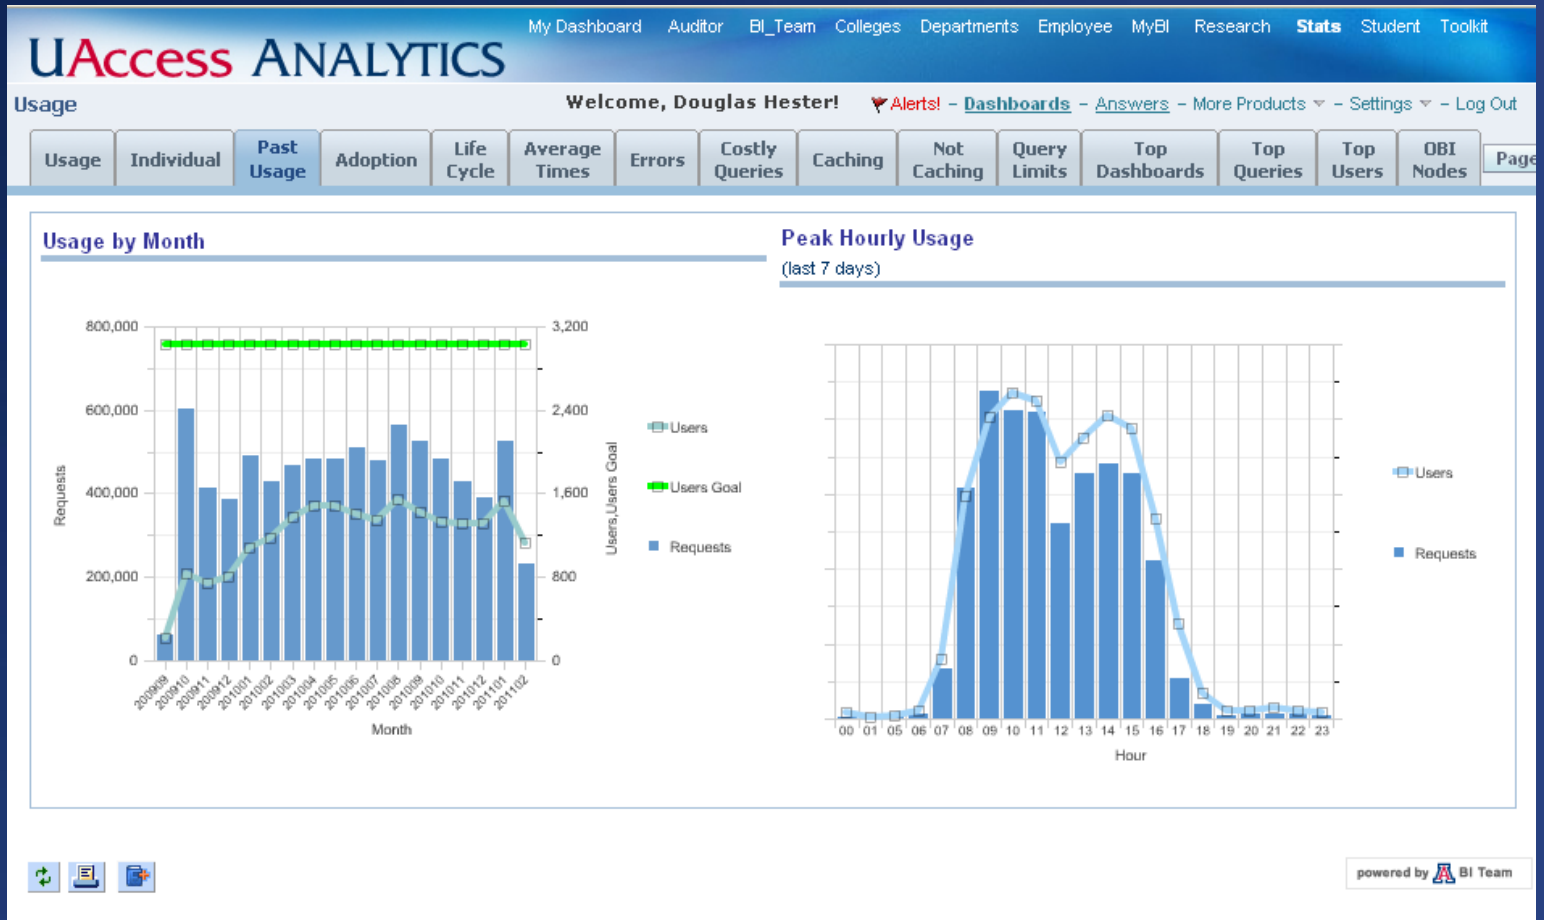 My Dashboard Auditor BI_Team Colleges Departments Employee MyBI Research Stats Student Toolkit
UAccess ANALYTICS
Usage
Welcome, Douglas Hester! Alerts! - Dashboards - Answers - More Products - Settings - Log Out
Usage Individual Past Usage Adoption Life Cycle Average Times Errors Costly Queries Caching Not Caching Query Limits Top Dashboards Top Queries Top Users OBI Nodes Page
Usage by Month
800,000
600,000
400,000
200,000
0
Requests
3,200
2,400
1,600
800
0
Users,Users Goal
200909 200910 200911 200912 201001 201002 201003 201004 201005 201006 201007 201008 201009 201010 201011 201012 201101 201102
Month
Users
Users Goal
Requests
Peak Hourly Usage
(last 7 days)
00 01 05 06 07 08 09 10 11 12 13 14 15 16 17 18 19 20 21 22 23
Hour
Users
Requests
powered by A BI Team